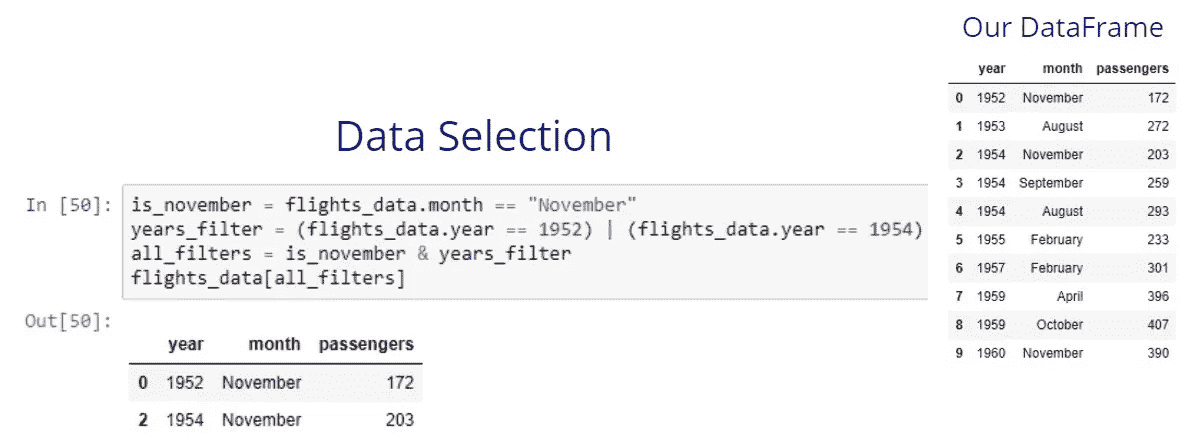 Data Selection
In [50]: is_november = flights_data.month == "November"
years_filter = (flights_data.year == 1952) | (flights_data.year == 1954)
all_filters = is_november & years_filter
flights_data[all_filters]
Out[50]:
year month passengers
0 1952 November 172
2 1954 November 203
Our DataFrame
year month passengers
0 1952 November 172
1 1953 August 272
2 1954 November 203
3 1954 September 259
4 1954 August 293
5 1955 February 233
6 1957 February 301
7 1959 April 396
8 1959 October 407
9 1960 November 390